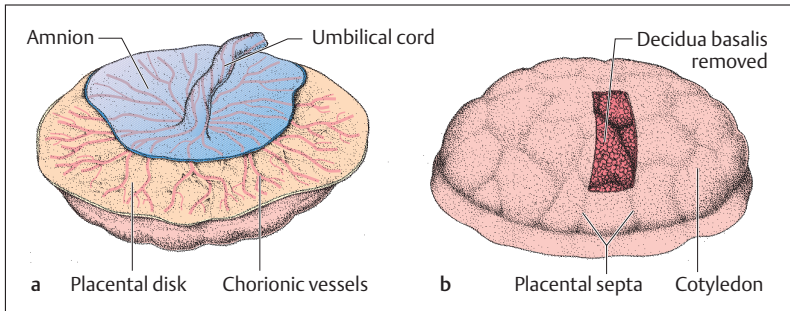 Amnion
Umbilical cord
Decidua basalis
removed
a
Placental disk
Chorionic vessels
b
Placental septa
Cotyledon